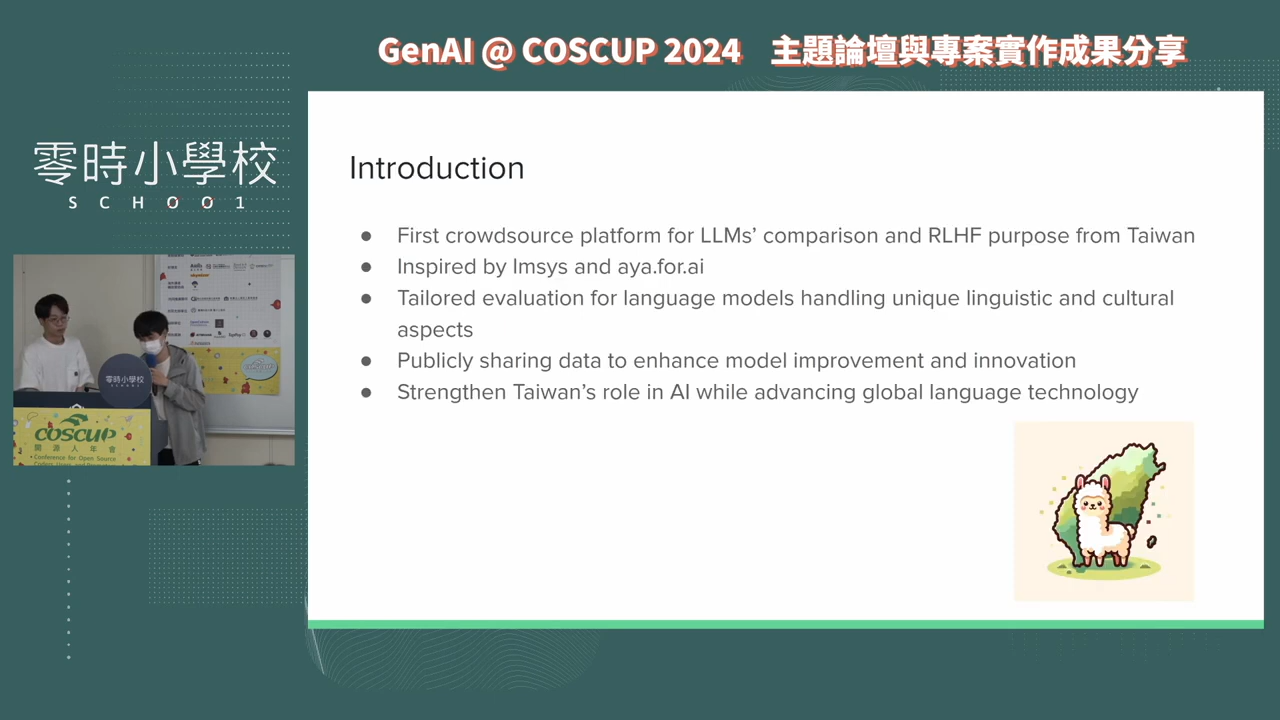 GenAI @ COSCUP 2024 主題論壇與專案實作成果分享
零時小學校
SCHOO1
Introduction
● First crowdsource platform for LLMs’ comparison and RLHF purpose from Taiwan
● Inspired by lmsys and aya.for.ai
● Tailored evaluation for language models handling unique linguistic and cultural
aspects
● Publicly sharing data to enhance model improvement and innovation
● Strengthen Taiwan’s role in AI while advancing global language technology
零時小學校
SCHOO1
COSCUP
開源人年會
Conference for Open Source